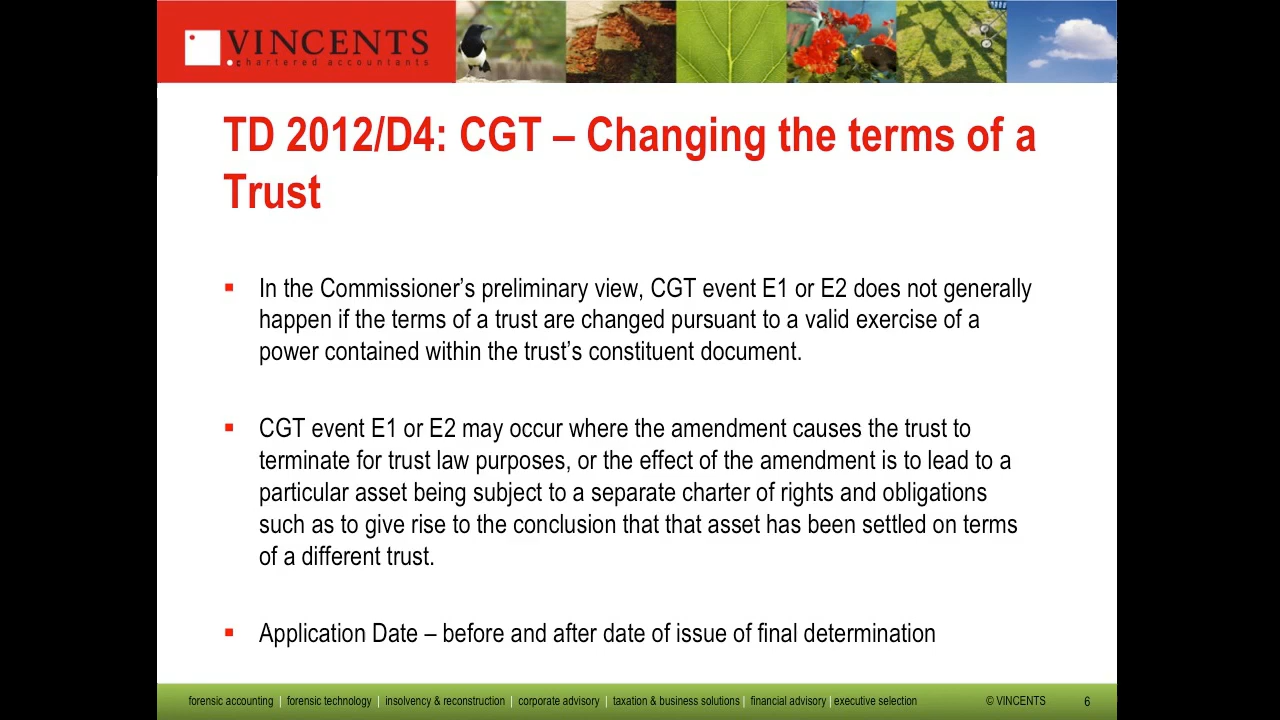 VINCENTS
chartered accountants
TD 2012/D4: CGT – Changing the terms of a
Trust
▪ In the Commissioner’s preliminary view, CGT event E1 or E2 does not generally
happen if the terms of a trust are changed pursuant to a valid exercise of a
power contained within the trust’s constituent document.
▪ CGT event E1 or E2 may occur where the amendment causes the trust to
terminate for trust law purposes, or the effect of the amendment is to lead to a
particular asset being subject to a separate charter of rights and obligations
such as to give rise to the conclusion that that asset has been settled on terms
of a different trust.
▪ Application Date – before and after date of issue of final determination
forensic accounting | forensic technology | insolvency & reconstruction | corporate advisory | taxation & business solutions | financial advisory | executive selection © VINCENTS 6